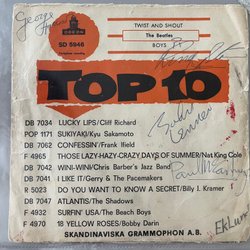 George Harrison
ODEON
SD 5946
TWIST AND SHOUT
The Beatles
BOYS
TOP 10
DB 7034 LUCKY LIPS/Cliff Richard
POP 1171 SUKIYAKI/Kyu Sakamoto
DB 7062 CONFESSIN'/Frank Ifield
F 4965 THOSE LAZY-HAZY-CRAZY DAYS OF SUMMER/Nat King Cole
DB 7042 WINI-WINI/Chris Barber's Jazz Band
DB 7041 I LIKE IT/Gerry & The Pacemakers
R 5023 DO YOU WANT TO KNOW A SECRET/Billy J. Kramer
DB 7047 ATLANTIS/The Shadows
F 4932 SURFIN' USA/The Beach Boys
F 4970 18 YELLOW ROSES/Bobby Darin
SKANDINAVISKA GRAMMOPHON A.B.